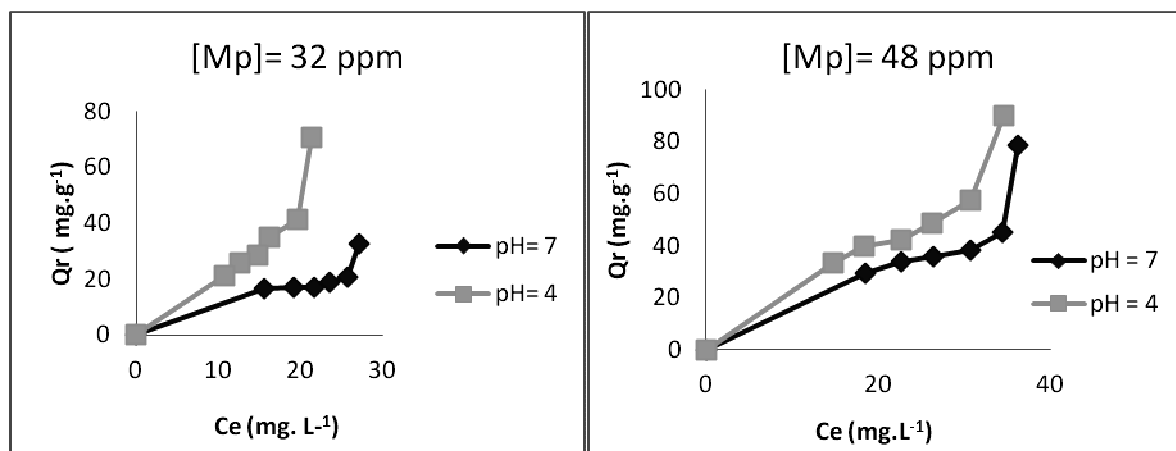 [Mp]= 32 ppm
80
60
40
20
0
0 10 20 30
Qr ( mg.g-1)
Ce (mg. L-1)
pH= 7
pH= 4
[Mp]= 48 ppm
100
80
60
40
20
0
0 20 40
Qr (mg.g-1)
Ce (mg.L-1)
pH = 7
pH = 4